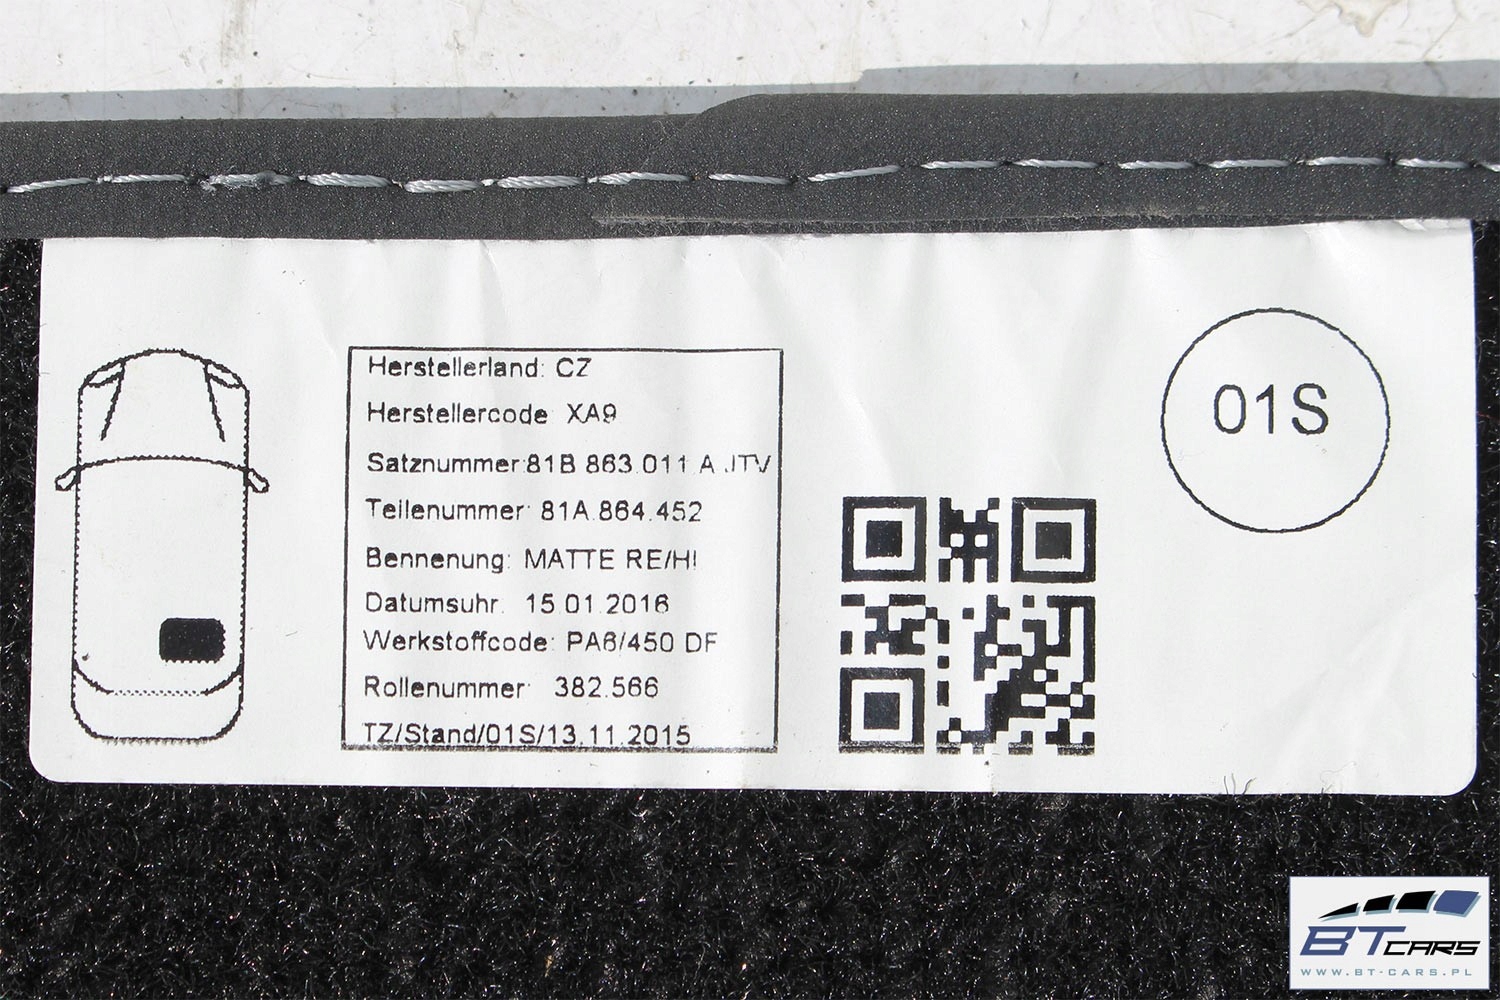 Herstellerland: CZ
Herstellercode XA9
Satznummer:81B 863.011 A JTV
Teilenummer: 81A.864.452
Bennenung: MATTE RE/HI
Datumsuhr. 15.01.2016
Werkstoffcode: PA6/450 DF
Rollenummer: 382.566
TZ/Stand/01S/13.11.2015
01S
BT CARS
WWW.BT-CARS.PL